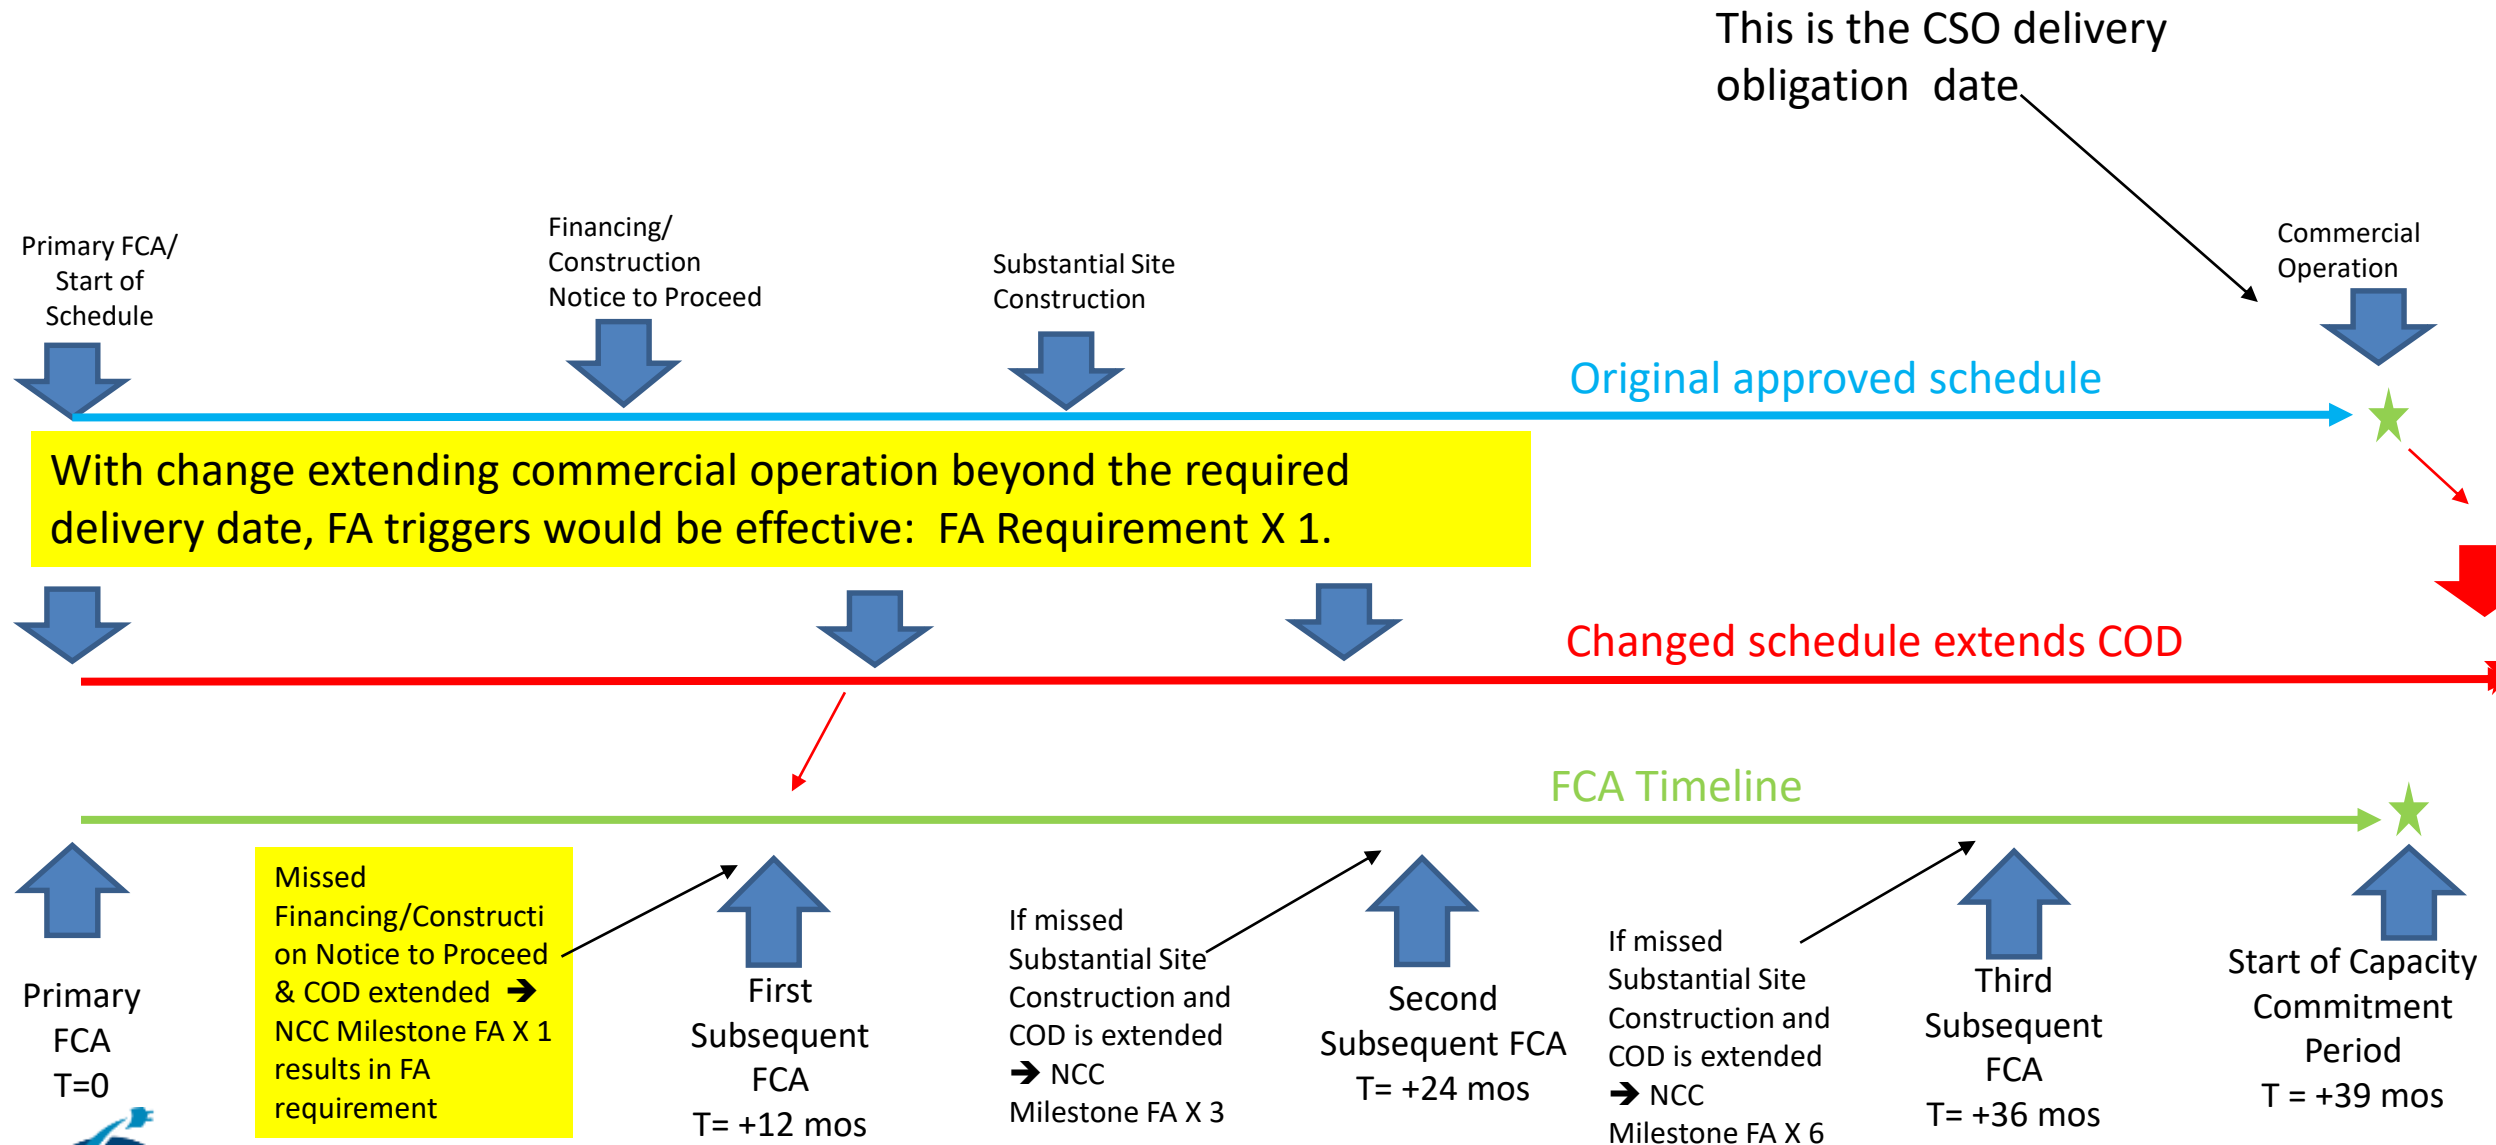 This is the CSO delivery
obligation date
Primary FCA/
Start of
Schedule
Financing/
Construction
Notice to Proceed
Substantial Site
Construction
Commercial
Operation
Original approved schedule
With change extending commercial operation beyond the required
delivery date, FA triggers would be effective: FA Requirement X 1.
Changed schedule extends COD
FCA Timeline
Primary
FCA
T=0
Missed
Financing/Constructi
on Notice to Proceed
& COD extended ➔
NCC Milestone FA X 1
results in FA
requirement
First
Subsequent
FCA
T= +12 mos
If missed
Substantial Site
Construction and
COD is extended
➔ NCC
Milestone FA X 3
Second
Subsequent FCA
T= +24 mos
If missed
Substantial Site
Construction and
COD is extended
➔ NCC
Milestone FA X 6
Third
Subsequent
FCA
T= +36 mos
Start of Capacity
Commitment
Period
T = +39 mos